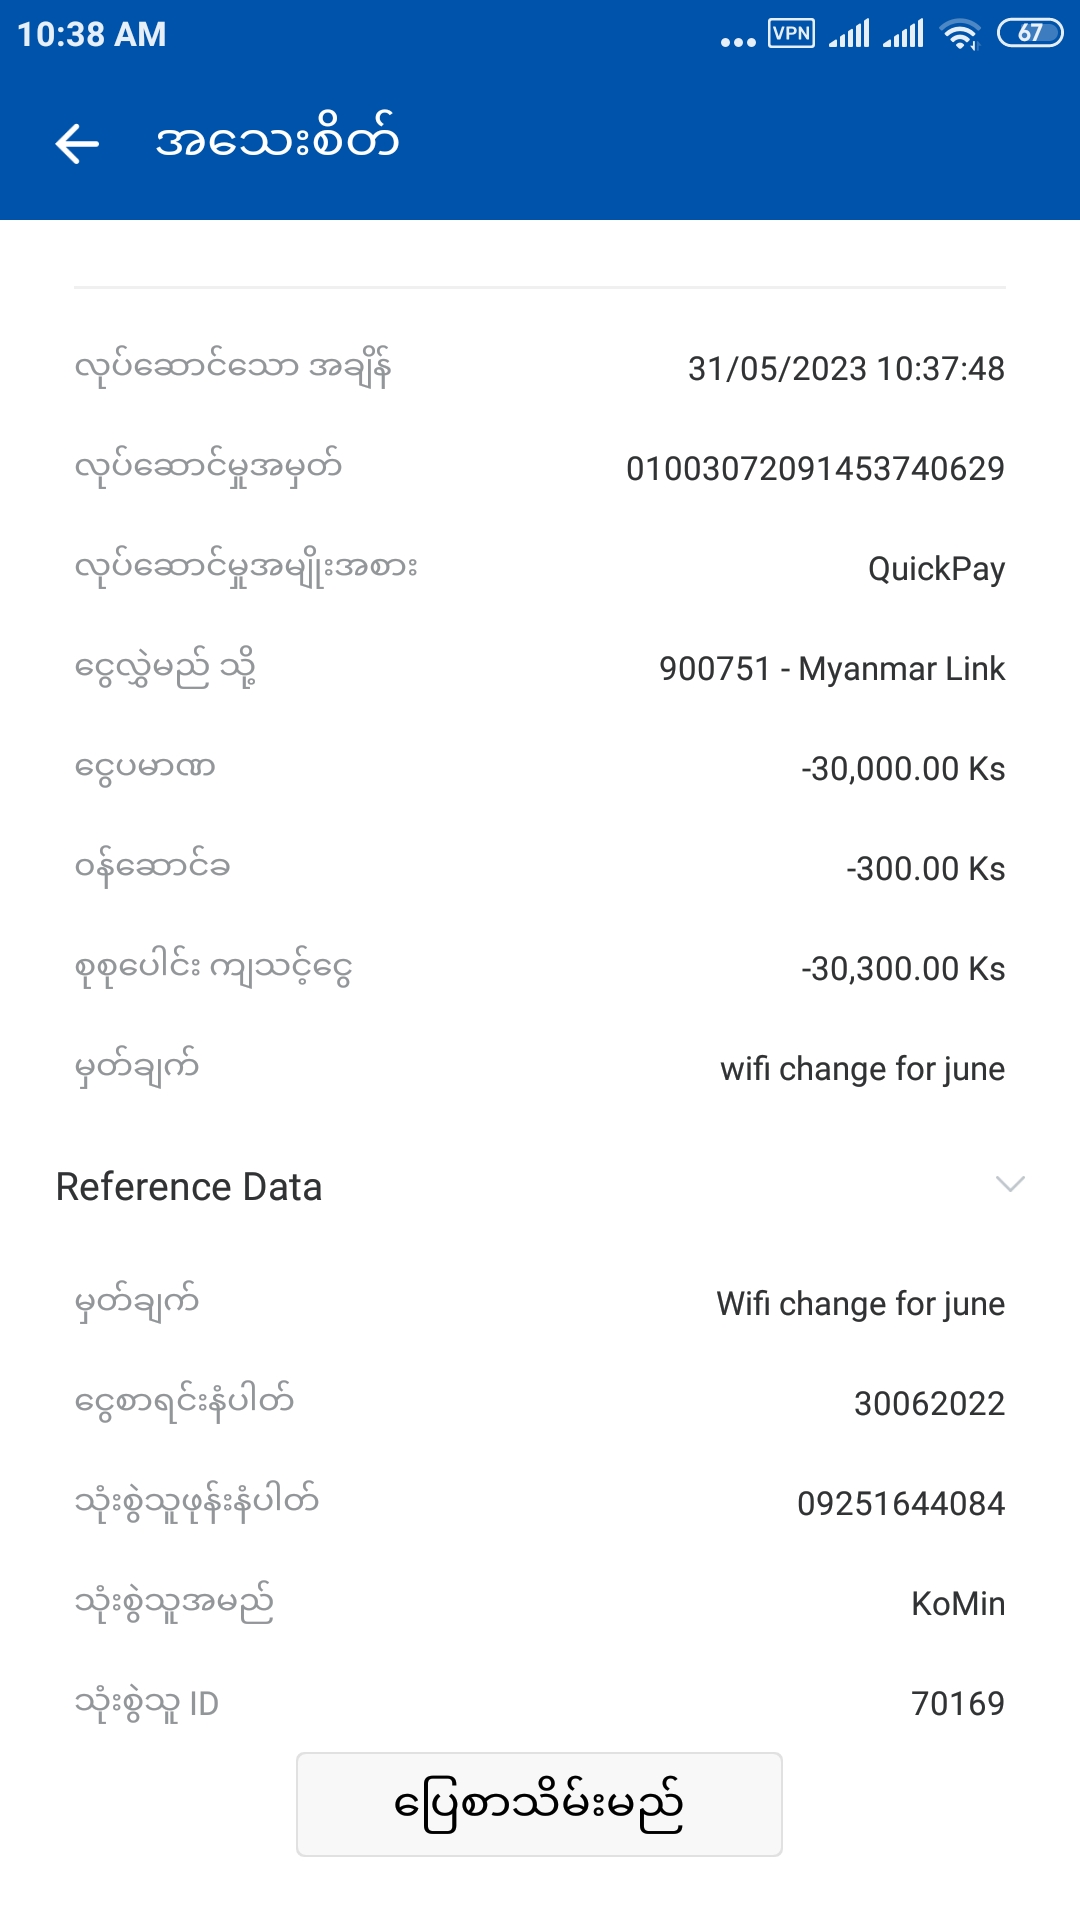 10:38 AM
VPN
67
အသေးစိတ်
လုပ်ဆောင်သော အချိန် 31/05/2023 10:37:48
လုပ်ဆောင်မှုအမှတ် 01003072091453740629
လုပ်ဆောင်မှုအမျိုးအစား QuickPay
ငွေလွှဲမည် သို့ 900751 - Myanmar Link
ငွေပမာဏ -30,000.00 Ks
ဝန်ဆောင်ခ -300.00 Ks
စုစုပေါင်း ကျသင့်ငွေ -30,300.00 Ks
မှတ်ချက် wifi change for june
Reference Data
မှတ်ချက် Wifi change for june
ငွေစာရင်းနံပါတ် 30062022
သုံးစွဲသူဖုန်းနံပါတ် 09251644084
သုံးစွဲသူအမည် KoMin
သုံးစွဲသူ ID 70169
ပြေစာသိမ်းမည်